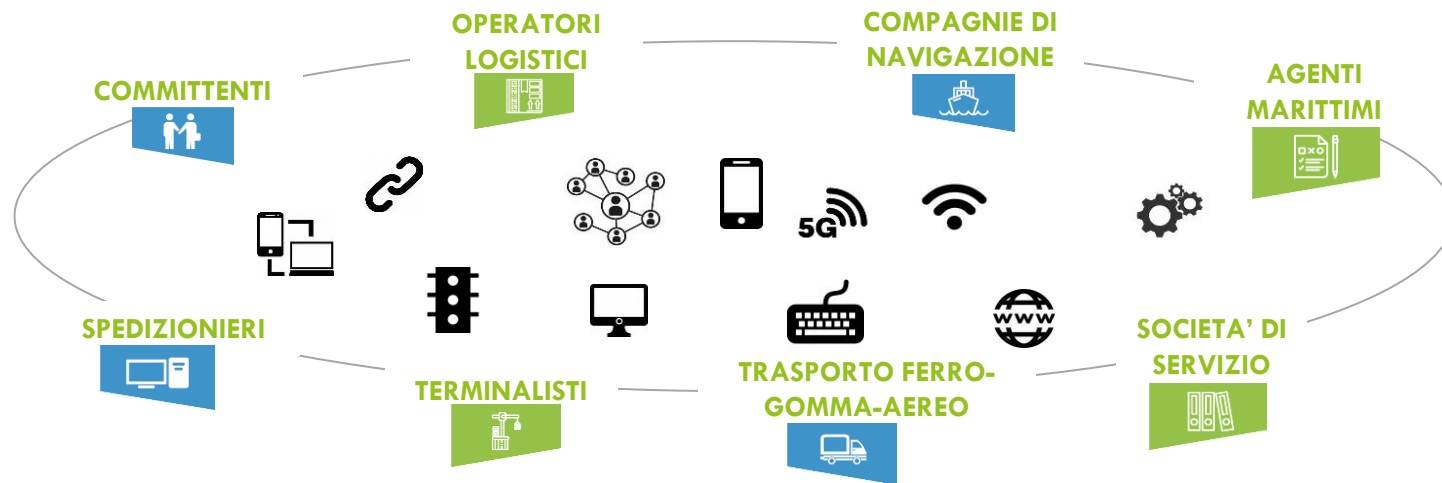 OPERATORI
LOGISTICI
COMPAGNIE DI
NAVIGAZIONE
COMMITTENTI
AGENTI
MARITTIMI
5G
WWW
SPEDIZIONIERI
TERMINALISTI
TRASPORTO FERRO-
GOMMA-AEREO
SOCIETA’ DI
SERVIZIO